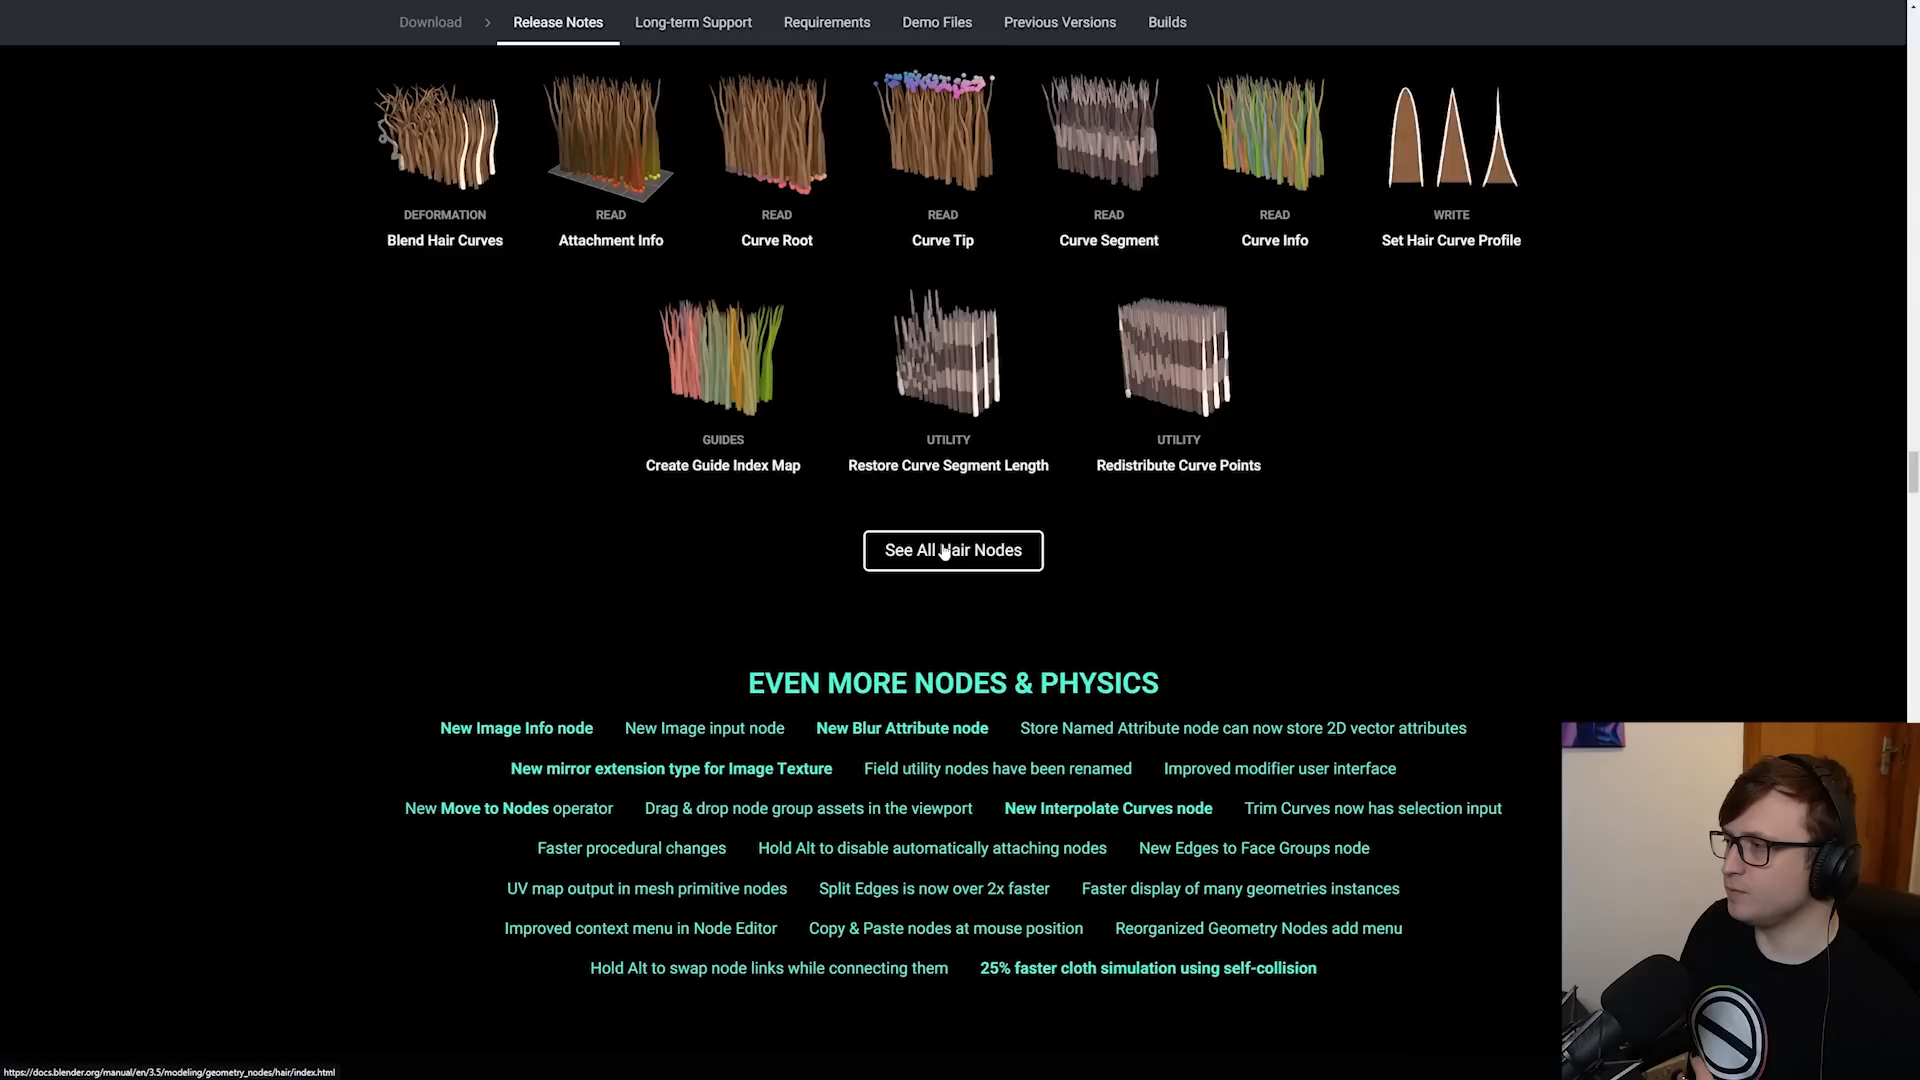 Download > Release Notes Long-term Support Requirements Demo Files Previous Versions Builds
DEFORMATION READ READ READ READ READ WRITE
Blend Hair Curves Attachment Info Curve Root Curve Tip Curve Segment Curve Info Set Hair Curve Profile
GUIDES UTILITY UTILITY
Create Guide Index Map Restore Curve Segment Length Redistribute Curve Points
See All Hair Nodes
EVEN MORE NODES & PHYSICS
New Image Info node New Image input node New Blur Attribute node Store Named Attribute node can now store 2D vector attributes
New mirror extension type for Image Texture Field utility nodes have been renamed Improved modifier user interface
New Move to Nodes operator Drag & drop node group assets in the viewport New Interpolate Curves node Trim Curves now has selection input
Faster procedural changes Hold Alt to disable automatically attaching nodes New Edges to Face Groups node
UV map output in mesh primitive nodes Split Edges is now over 2x faster Faster display of many geometries instances
Improved context menu in Node Editor Copy & Paste nodes at mouse position Reorganized Geometry Nodes add menu
Hold Alt to swap node links while connecting them 25% faster cloth simulation using self-collision
https://docs.blender.org/manual/en/3.5/modeling/geometry_nodes/hair/index.html